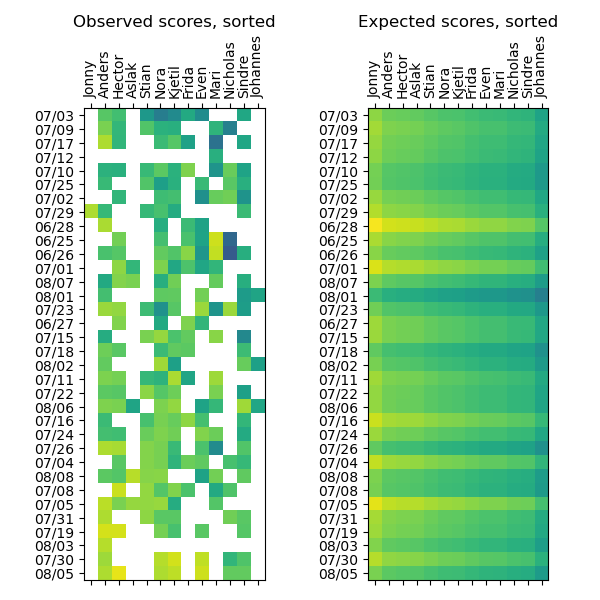 Observed scores, sorted
Jonny
Anders
Hector
Aslak
Stian
Nora
Kjetil
Frida
Even
Mari
Nicholas
Sindre
Johannes
07/03
07/09
07/17
07/12
07/10
07/25
07/02
07/29
06/28
06/25
06/26
07/01
08/07
08/01
07/23
06/27
07/15
07/18
08/02
07/11
07/22
08/06
07/16
07/24
07/26
07/04
08/08
07/08
07/05
07/31
07/19
08/03
07/30
08/05
Expected scores, sorted
Jonny
Anders
Hector
Aslak
Stian
Nora
Kjetil
Frida
Even
Mari
Nicholas
Sindre
Johannes
07/03
07/09
07/17
07/12
07/10
07/25
07/02
07/29
06/28
06/25
06/26
07/01
08/07
08/01
07/23
06/27
07/15
07/18
08/02
07/11
07/22
08/06
07/16
07/24
07/26
07/04
08/08
07/08
07/05
07/31
07/19
08/03
07/30
08/05